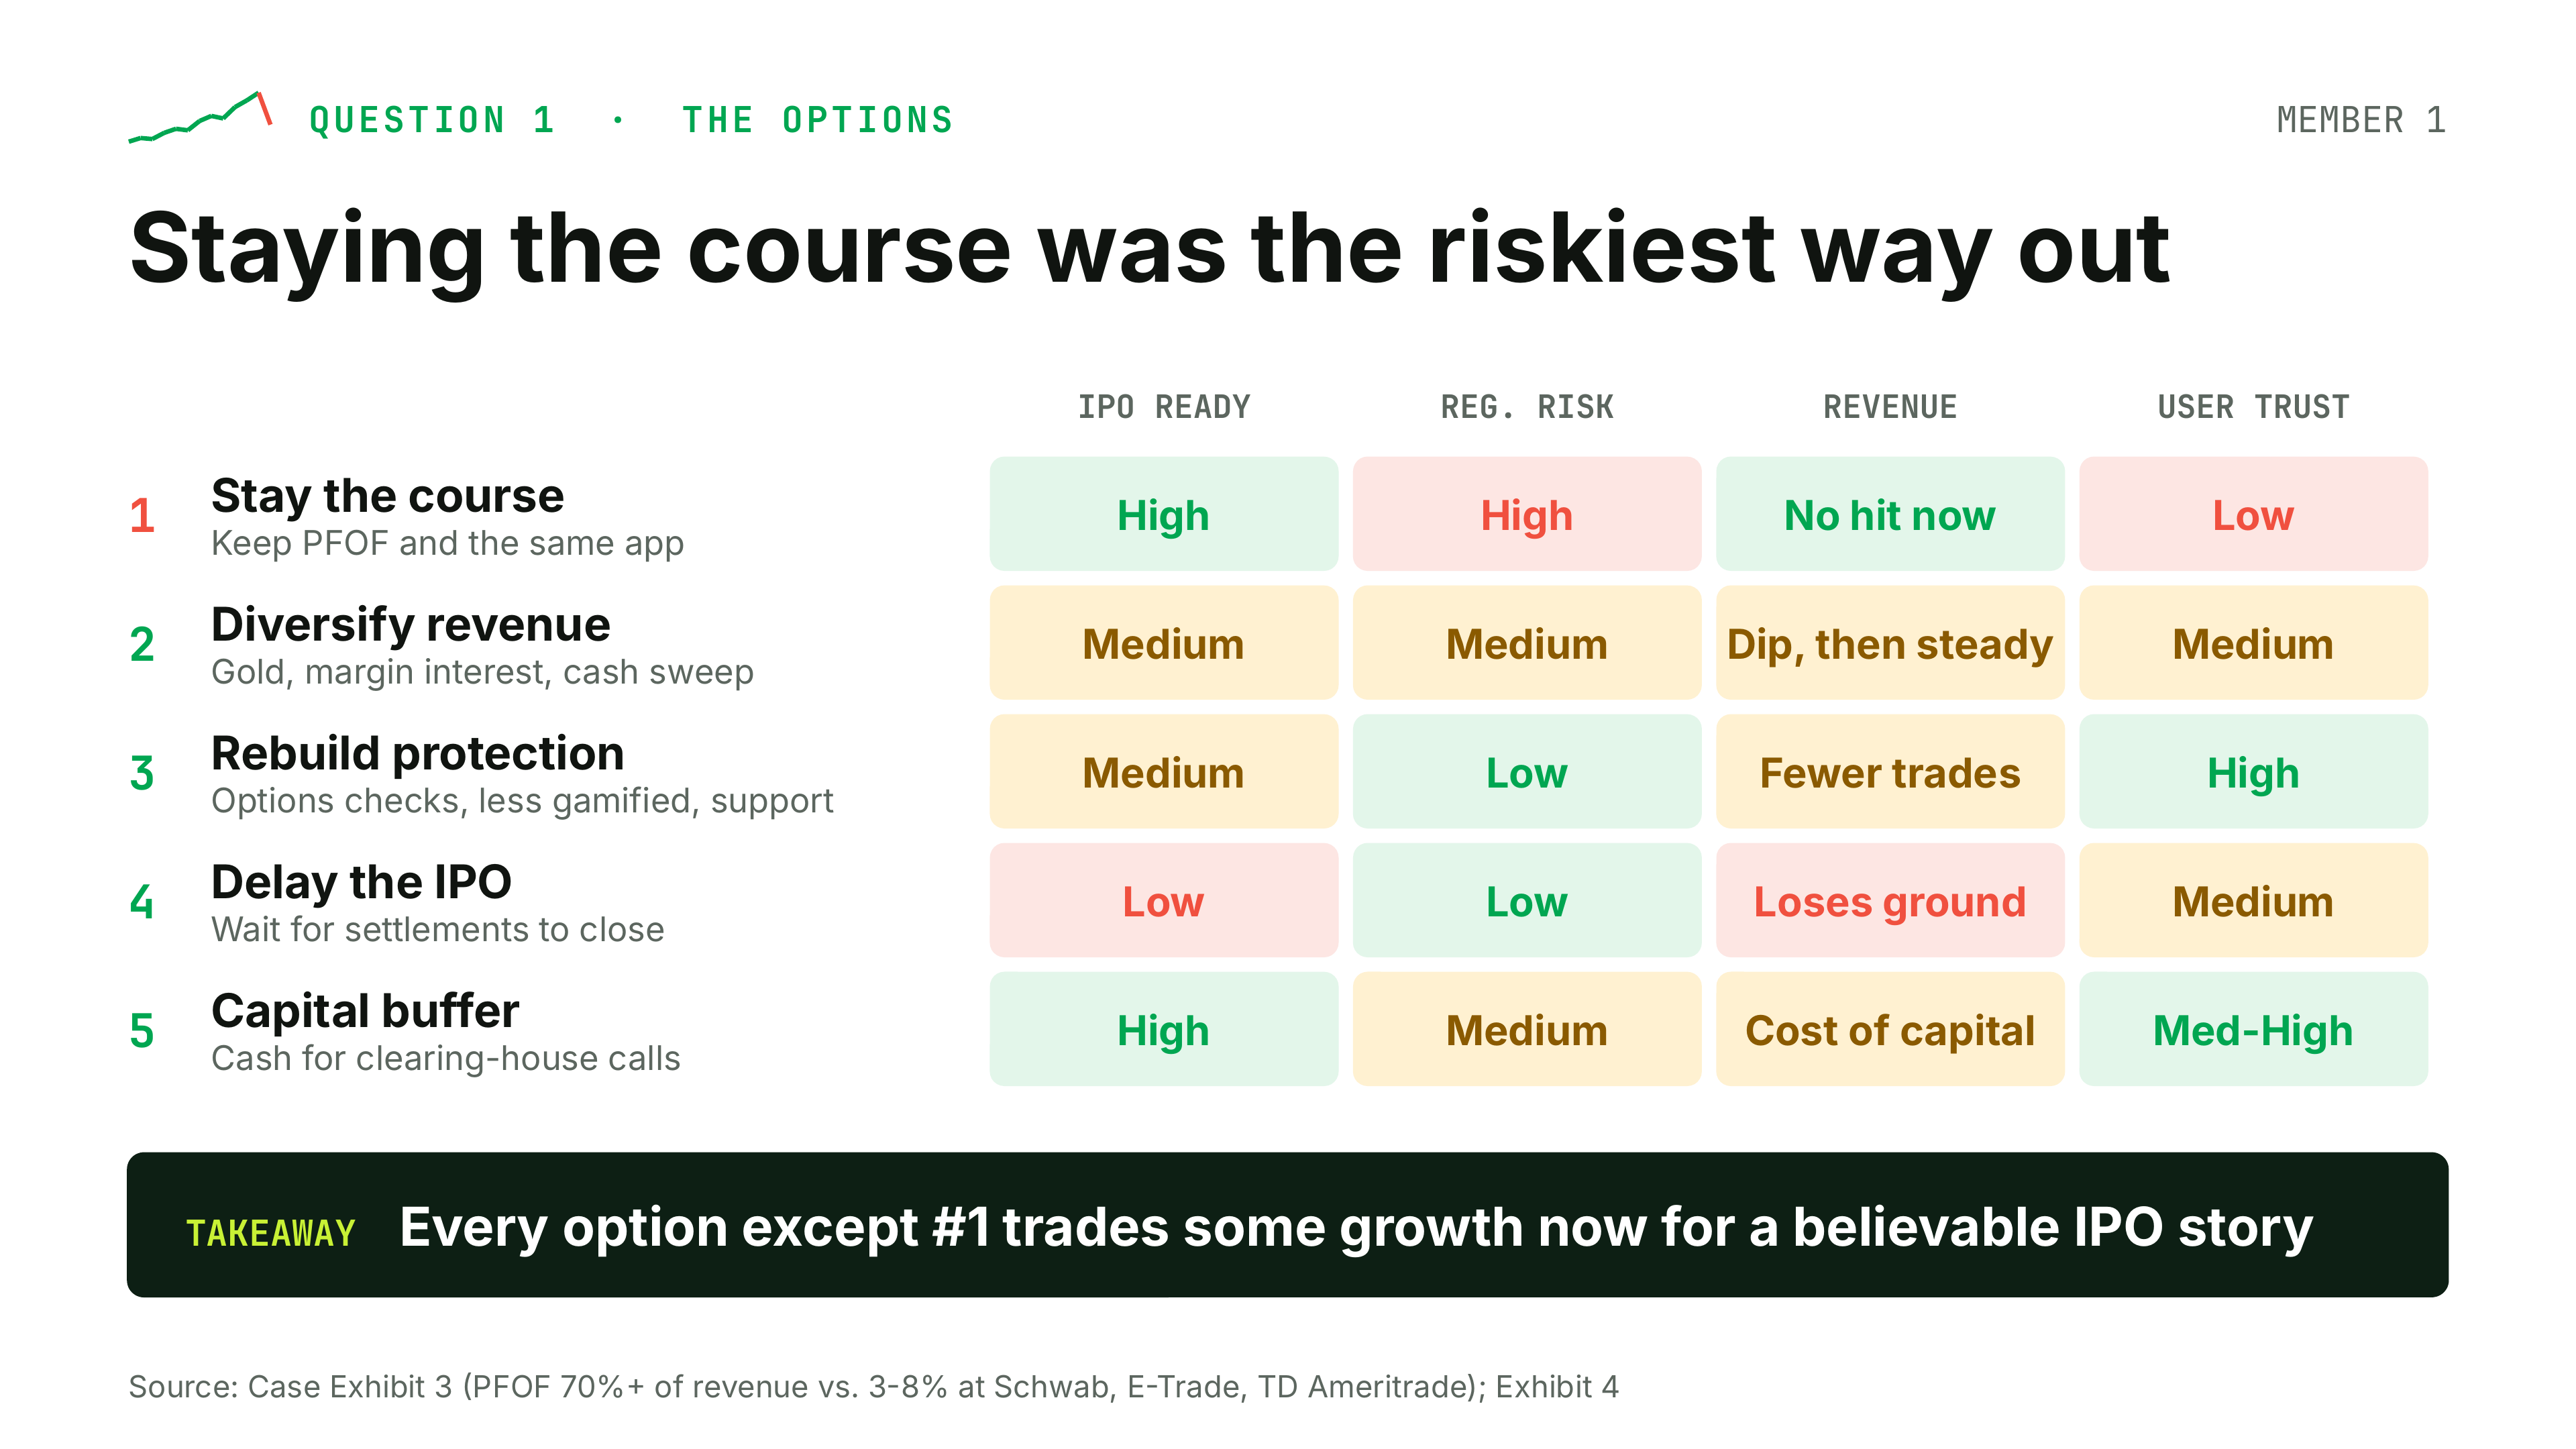 QUESTION 1 · THE OPTIONS
MEMBER 1
Staying the course was the riskiest way out
IPO READY REG. RISK REVENUE USER TRUST
1 Stay the course High High No hit now Low
Keep PFOF and the same app
2 Diversify revenue Medium Medium Dip, then steady Medium
Gold, margin interest, cash sweep
3 Rebuild protection Medium Low Fewer trades High
Options checks, less gamified, support
4 Delay the IPO Low Low Loses ground Medium
Wait for settlements to close
5 Capital buffer High Medium Cost of capital Med-High
Cash for clearing-house calls
TAKEAWAY Every option except #1 trades some growth now for a believable IPO story
Source: Case Exhibit 3 (PFOF 70%+ of revenue vs. 3-8% at Schwab, E-Trade, TD Ameritrade); Exhibit 4